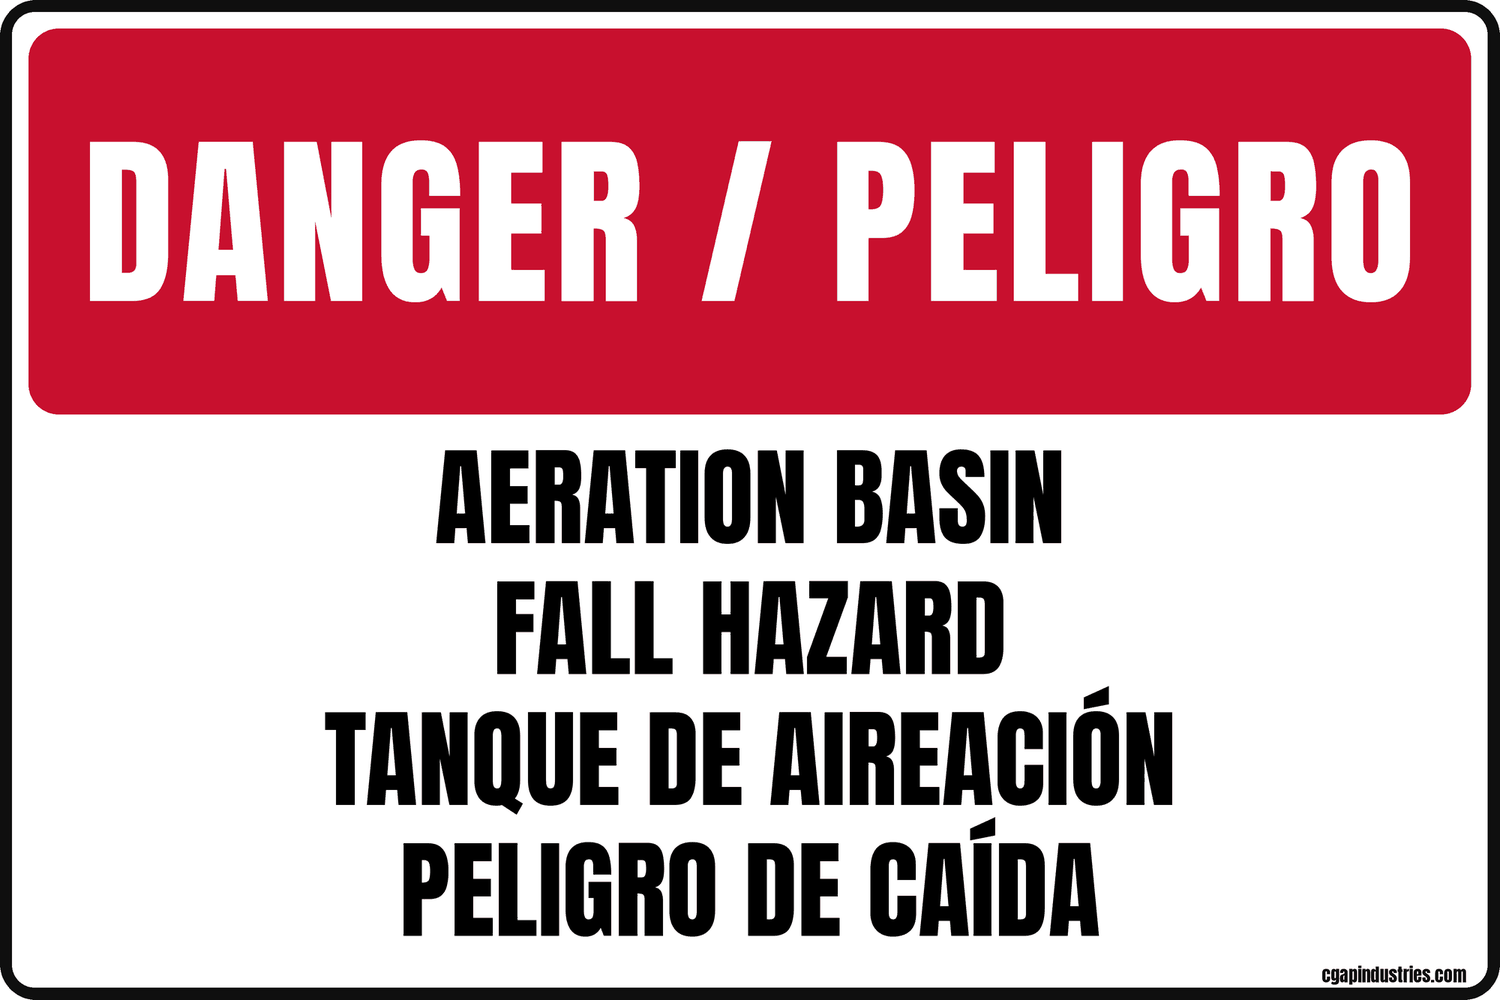 DANGER / PELIGRO
AERATION BASIN
FALL HAZARD
TANQUE DE AIREACIÓN
PELIGRO DE CAÍDA
cgapindustries.com